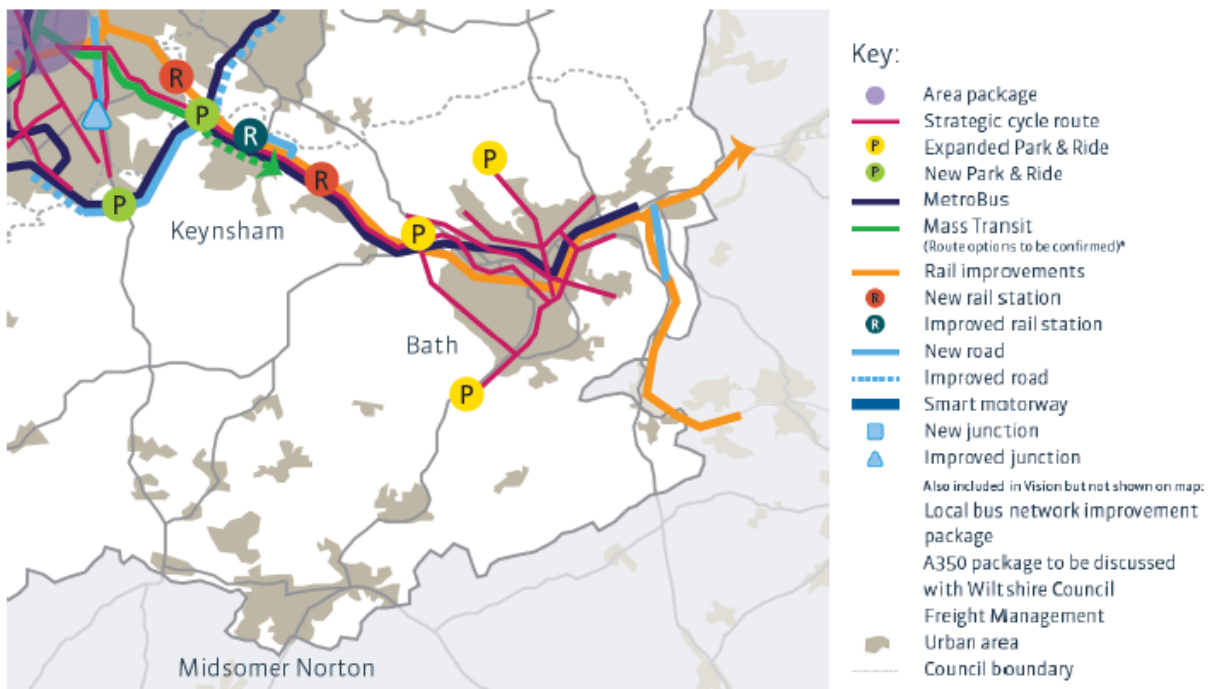 R
P
R
R
P
P
P
P
Keynsham
Bath
Midsomer Norton
Key:
Area package
Strategic cycle route
P Expanded Park & Ride
P New Park & Ride
MetroBus
Mass Transit
(Route options to be confirmed)*
Rail improvements
R New rail station
R Improved rail station
New road
Improved road
Smart motorway
New junction
Improved junction
Also included in Vision but not shown on map:
Local bus network improvement
package
A350 package to be discussed
with Wiltshire Council
Freight Management
Urban area
Council boundary